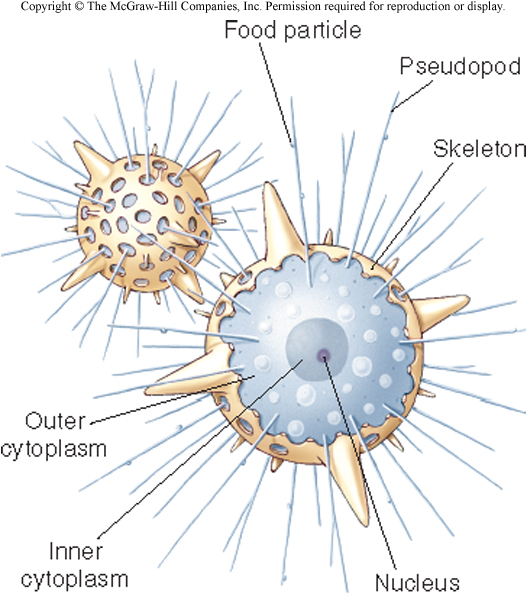 Copyright © The McGraw-Hill Companies, Inc. Permission required for reproduction or display.
Food particle
Pseudopod
Skeleton
Outer
cytoplasm
Inner
cytoplasm
Nucleus